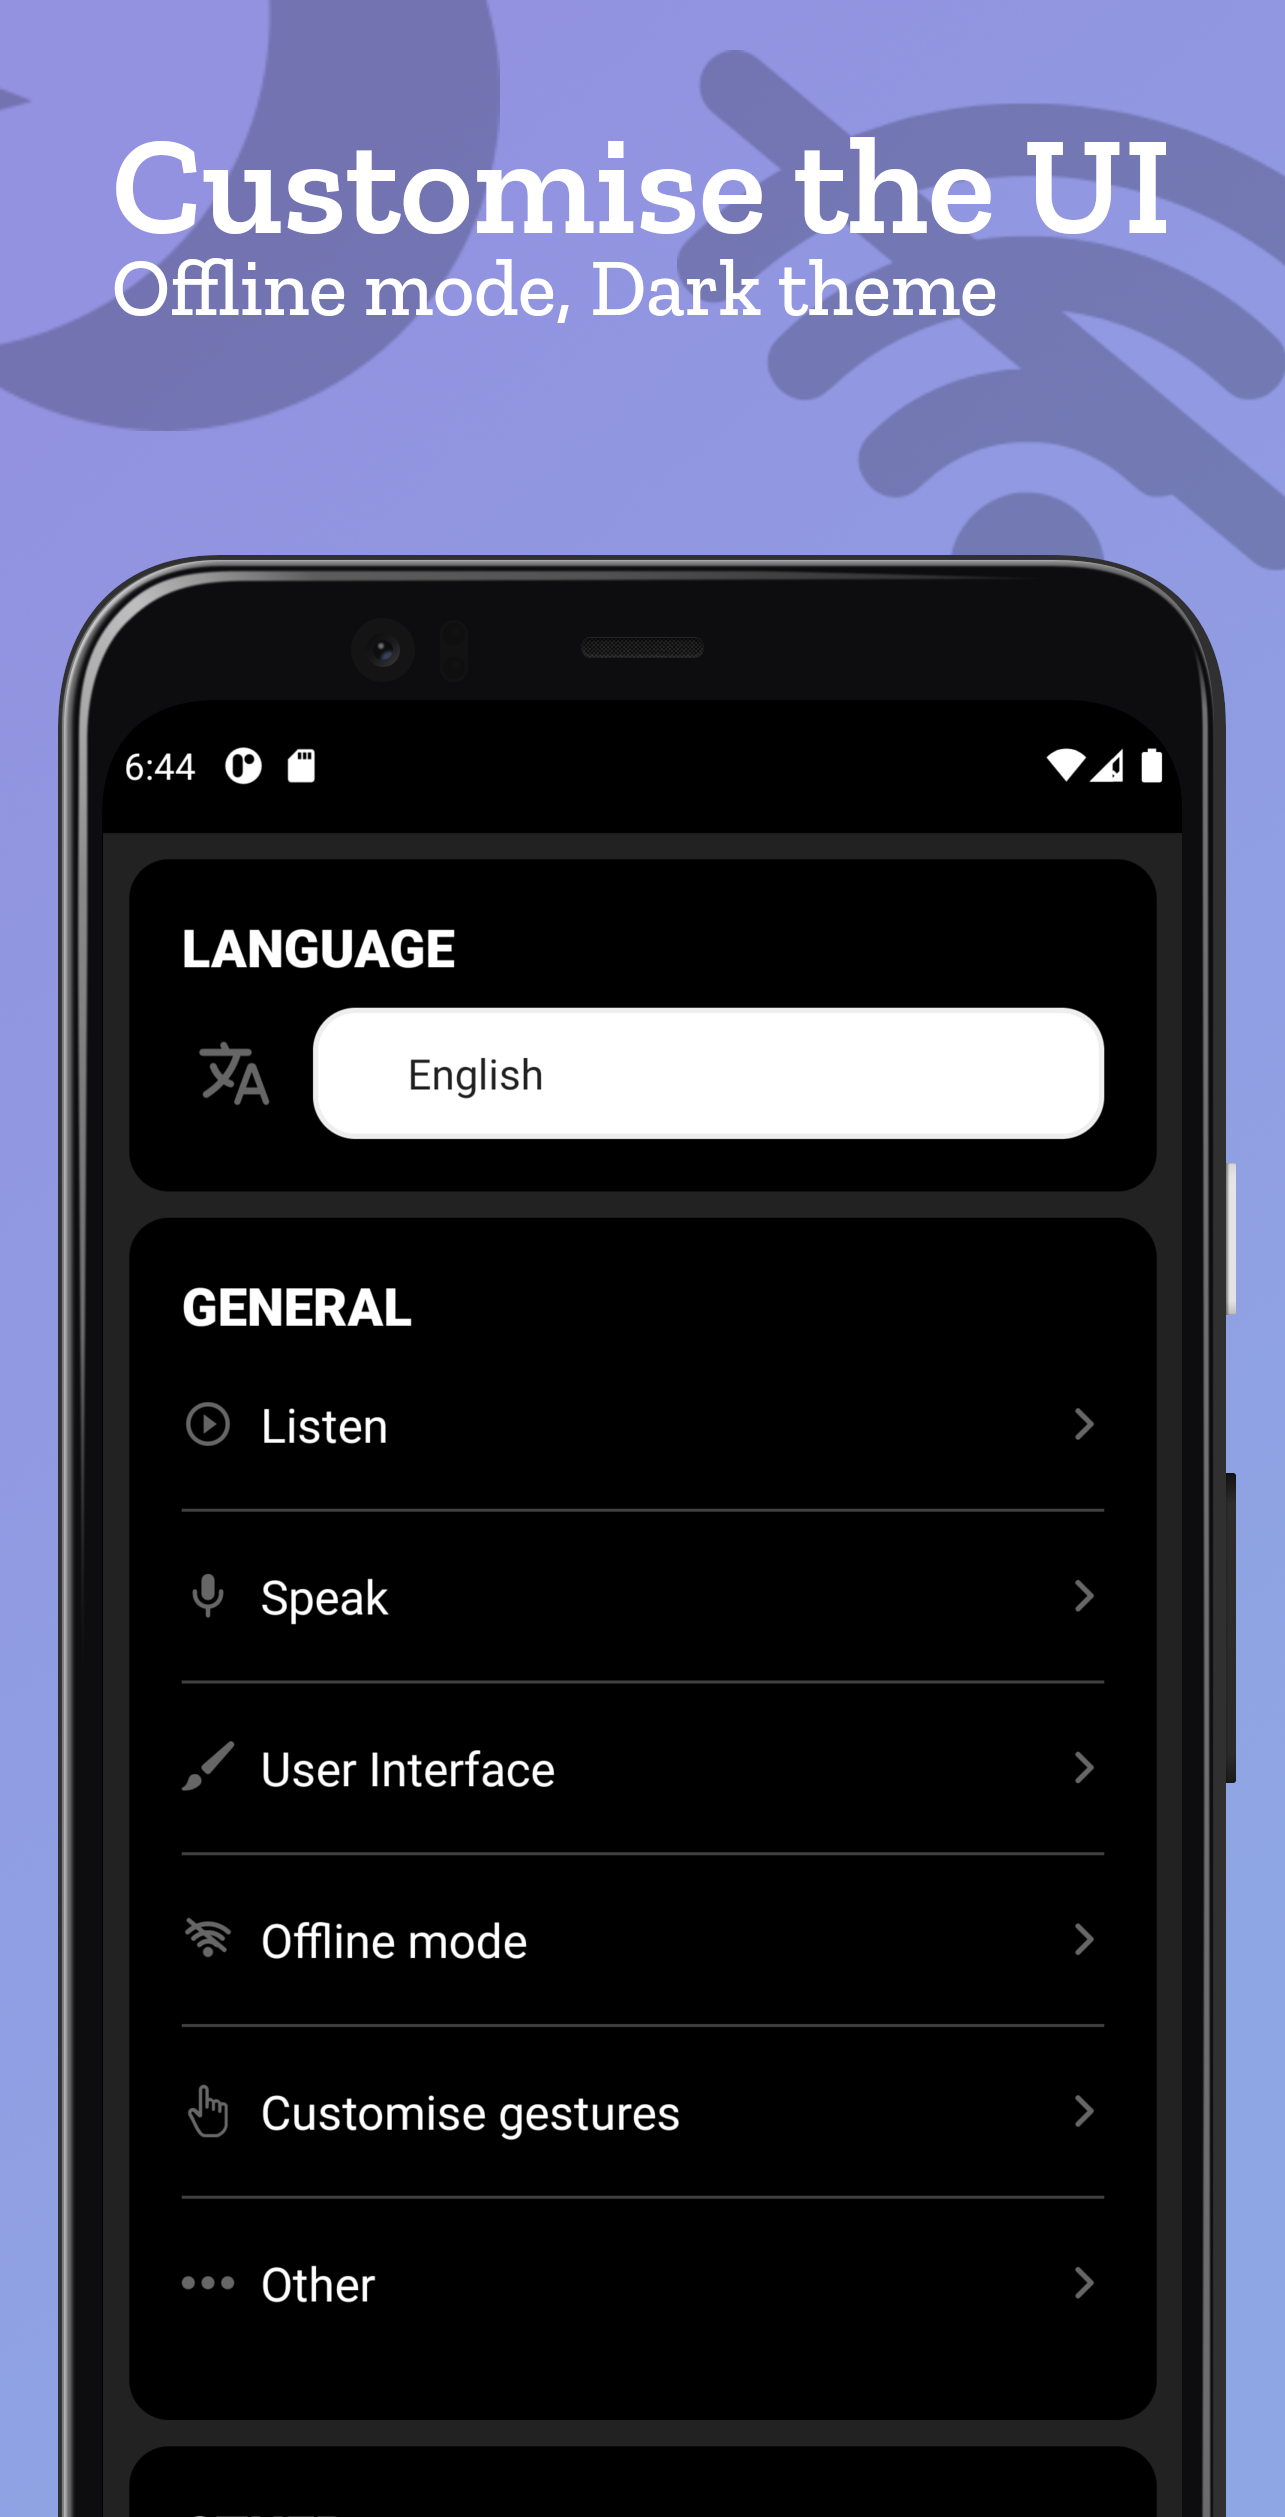 Customise the UI
Offline mode, Dark theme
6:44
LANGUAGE
English
GENERAL
Listen
Speak
User Interface
Offline mode
Customise gestures
Other